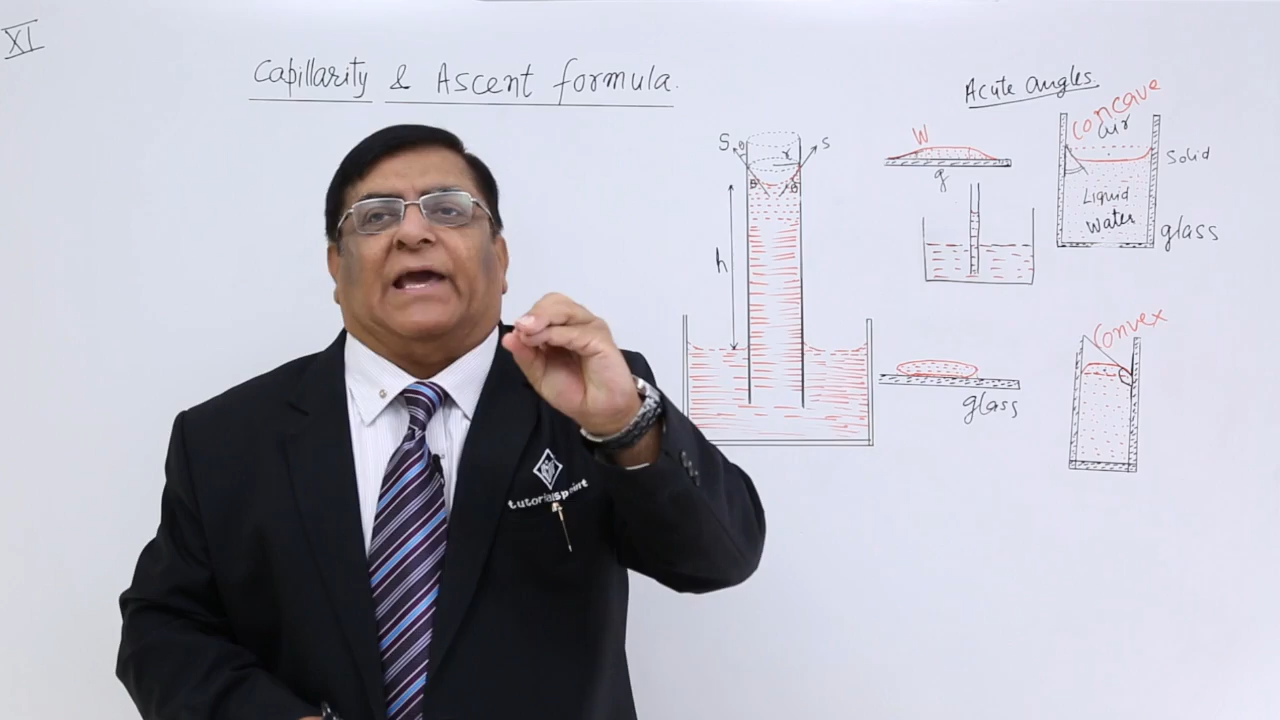 XI
Capillarity & Ascent formula.
Acute angles.
Concave
air
Solid
Liquid
Water
glass
W
g
S
S
θ
r
θ
θ
h
Convex
glass
tutorialspoint